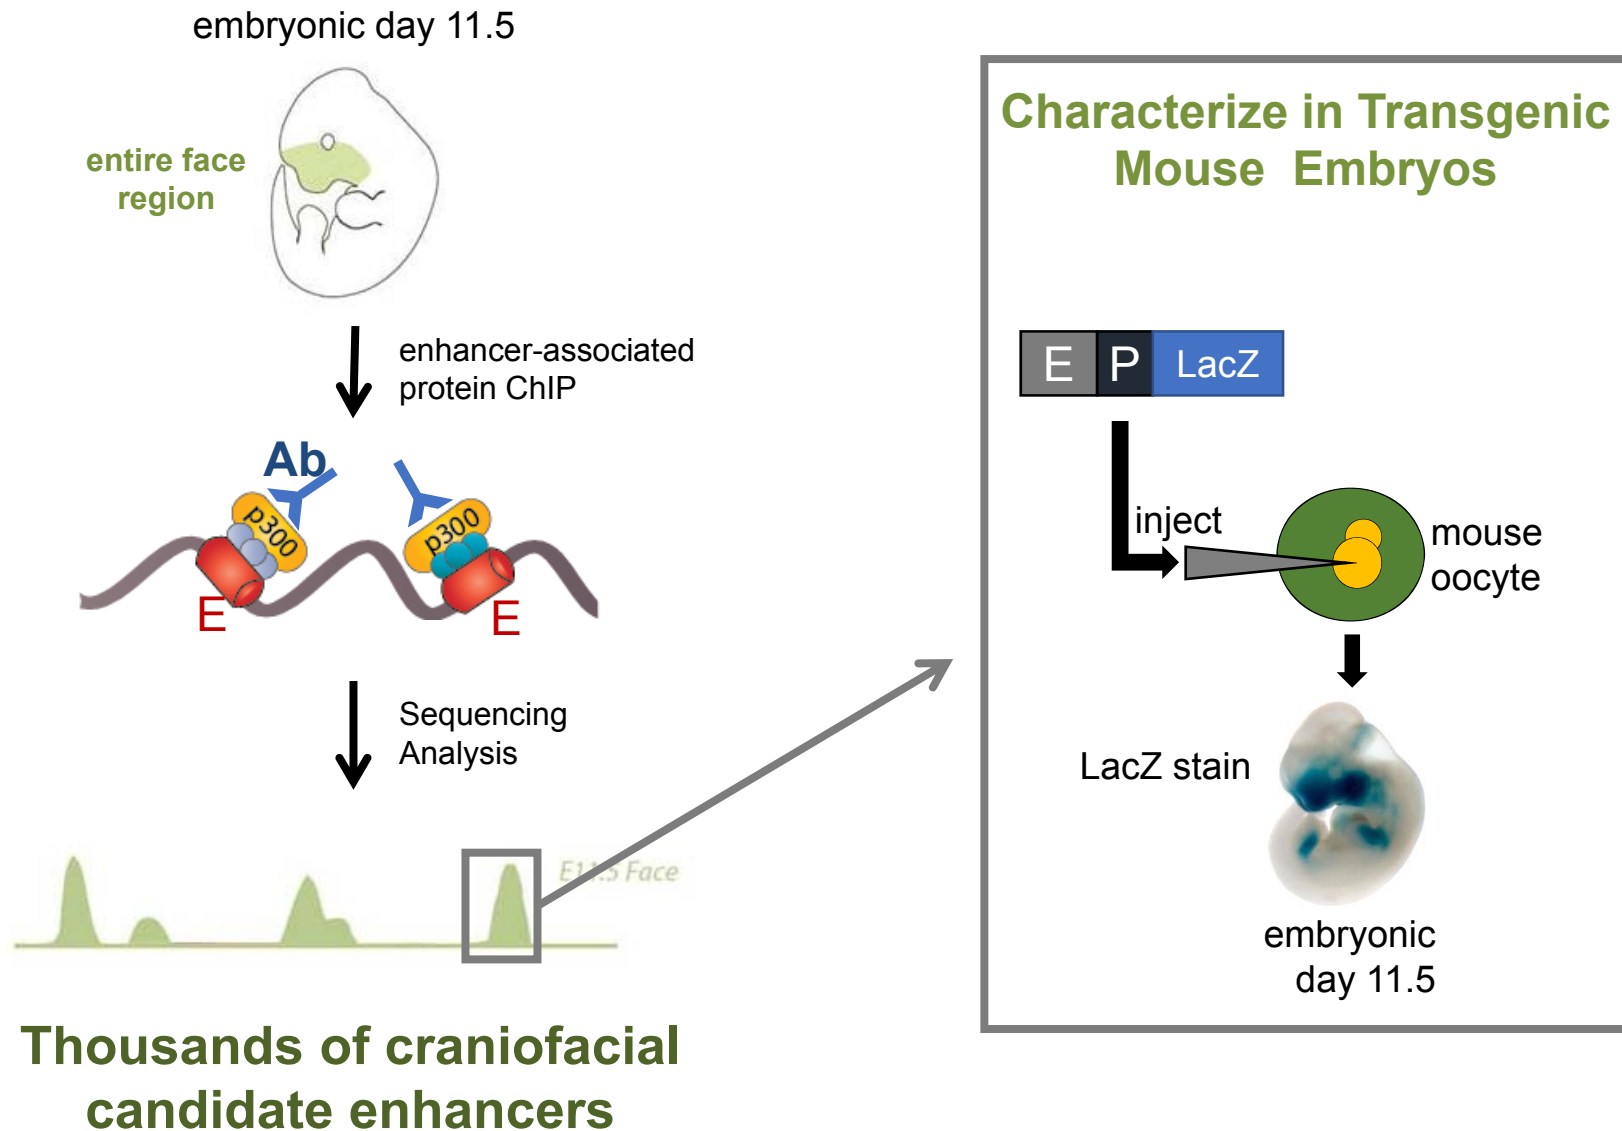 embryonic day 11.5
entire face
region
enhancer-associated
protein ChIP
Ab
p300
p300
E
E
Sequencing
Analysis
E11.5 Face
Thousands of craniofacial
candidate enhancers
Characterize in Transgenic
Mouse Embryos
E P LacZ
inject
mouse
oocyte
LacZ stain
embryonic
day 11.5